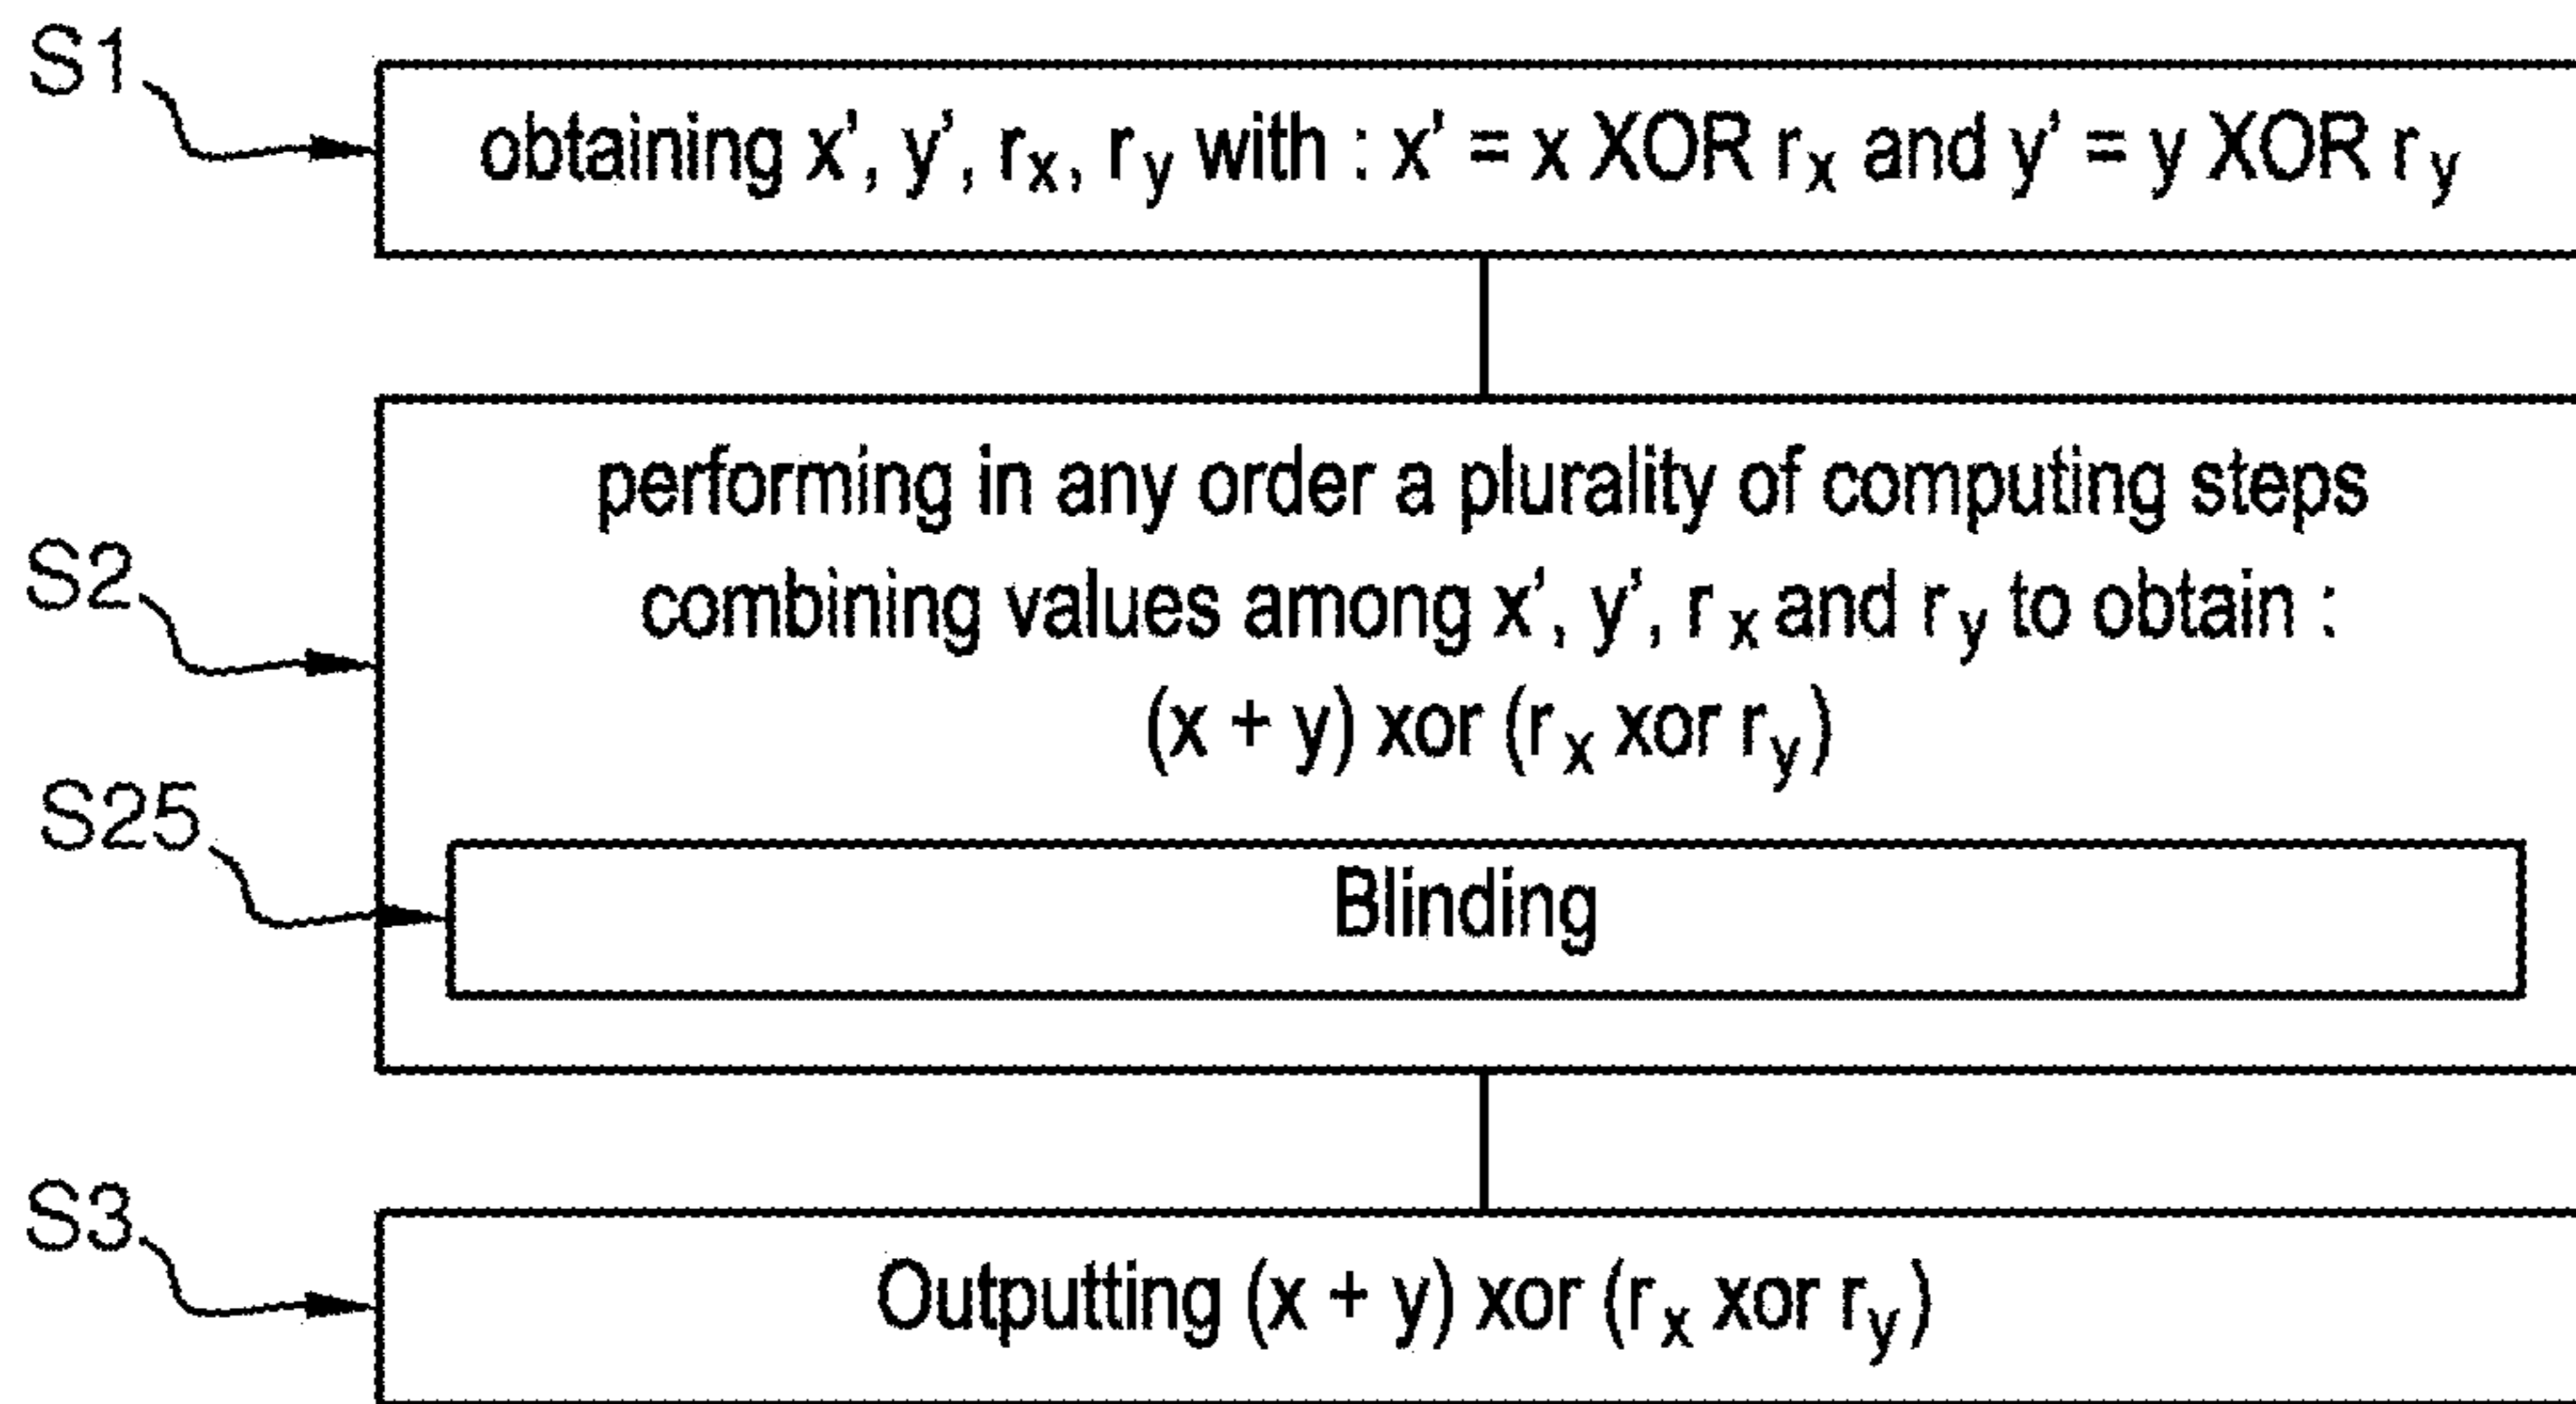 S1
obtaining x', y', rx, ry with : x' = x XOR rx and y' = y XOR ry
S2
performing in any order a plurality of computing steps
combining values among x', y', rx and ry to obtain :
(x + y) xor (rx xor ry)
S25
Blinding
S3
Outputting (x + y) xor (rx xor ry)